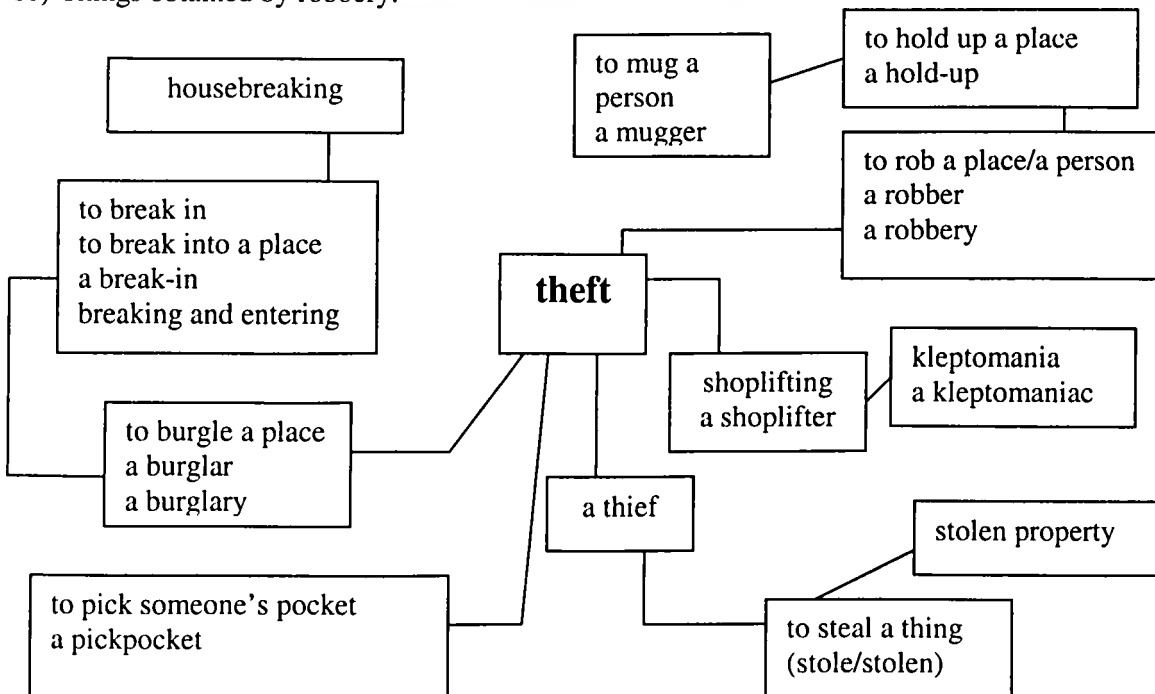 to hold up a place
a hold-up
to mug a
person
a mugger
housebreaking
to rob a place/a person
a robber
a robbery
to break in
to break into a place
a break-in
breaking and entering
theft
kleptomania
a kleptomaniac
shoplifting
a shoplifter
to burgle a place
a burglar
a burglary
a thief
stolen property
to pick someone's pocket
a pickpocket
to steal a thing
(stole/stolen)